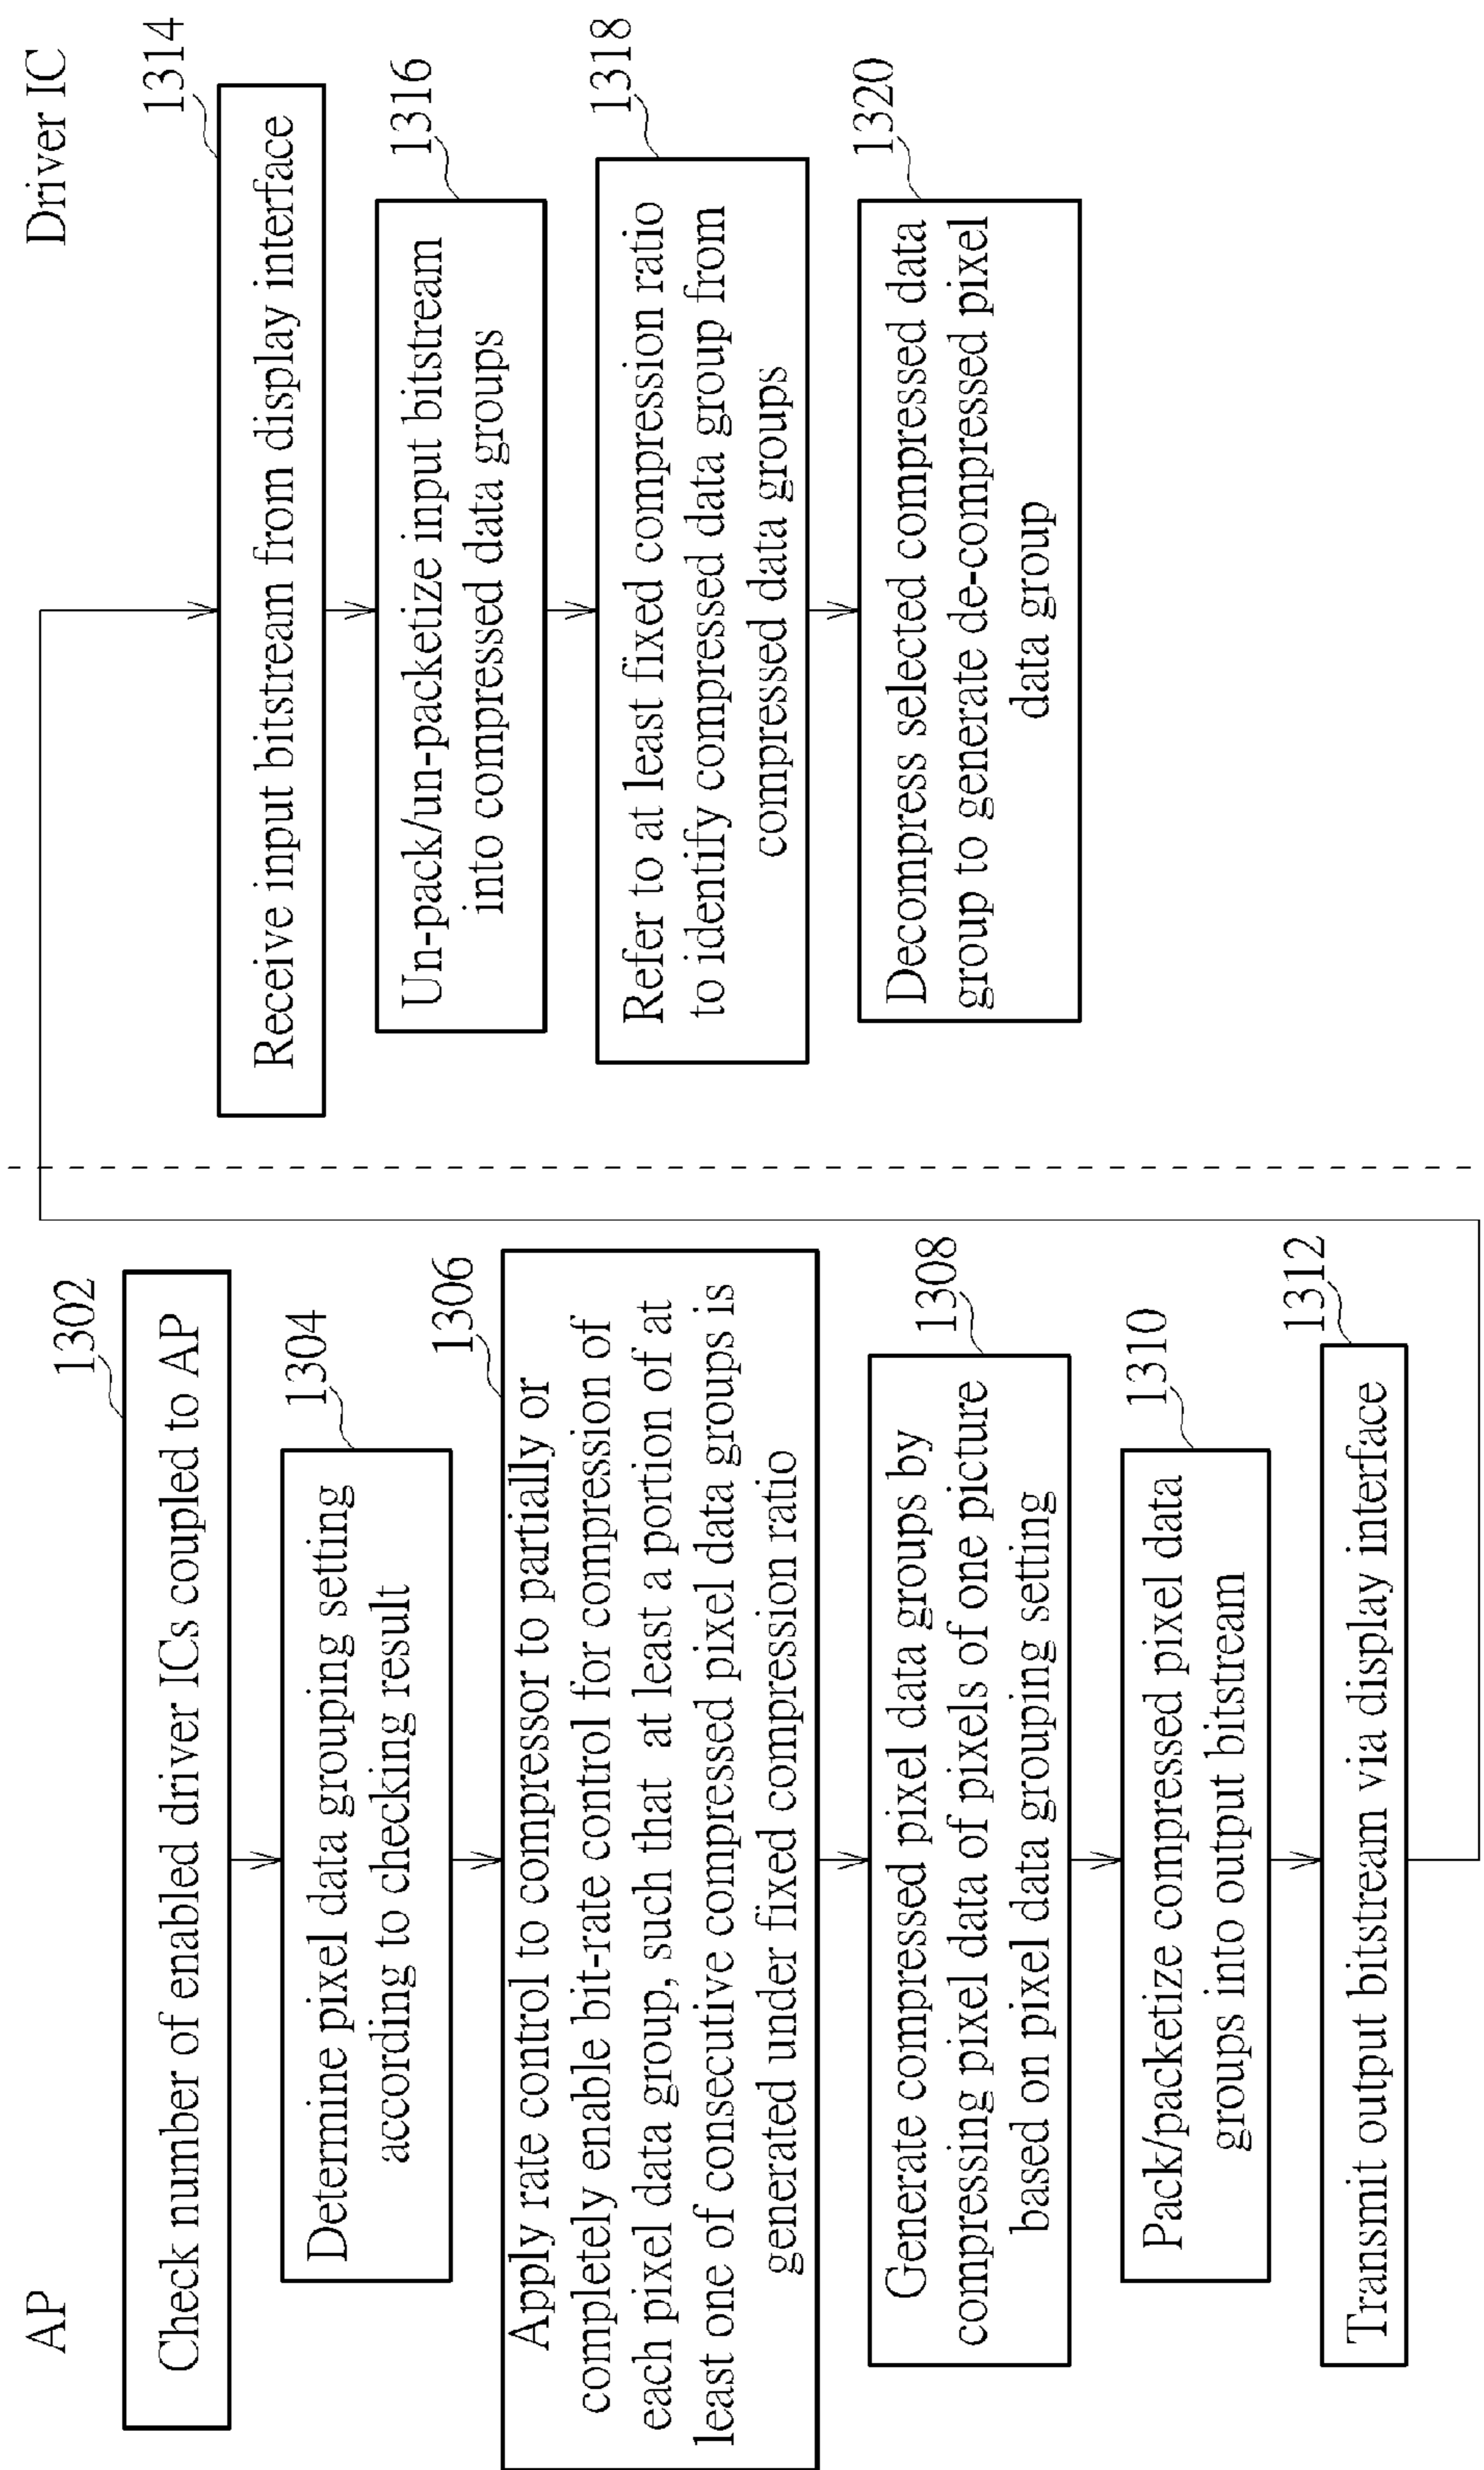 AP
1302
Check number of enabled driver ICs coupled to AP
1304
Determine pixel data grouping setting
according to checking result
1306
Apply rate control to compressor to partially or
completely enable bit-rate control for compression of
each pixel data group, such that at least a portion of at
least one of consecutive compressed pixel data groups is
generated under fixed compression ratio
1308
Generate compressed pixel data groups by
compressing pixel data of pixels of one picture
based on pixel data grouping setting
1310
Pack/packetize compressed pixel data
groups into output bitstream
1312
Transmit output bitstream via display interface
Driver IC
1314
Receive input bitstream from display interface
1316
Un-pack/un-packetize input bitstream
into compressed data groups
1318
Refer to at least fixed compression ratio
to identify compressed data group from
compressed data groups
1320
Decompress selected compressed data
group to generate de-compressed pixel
data group